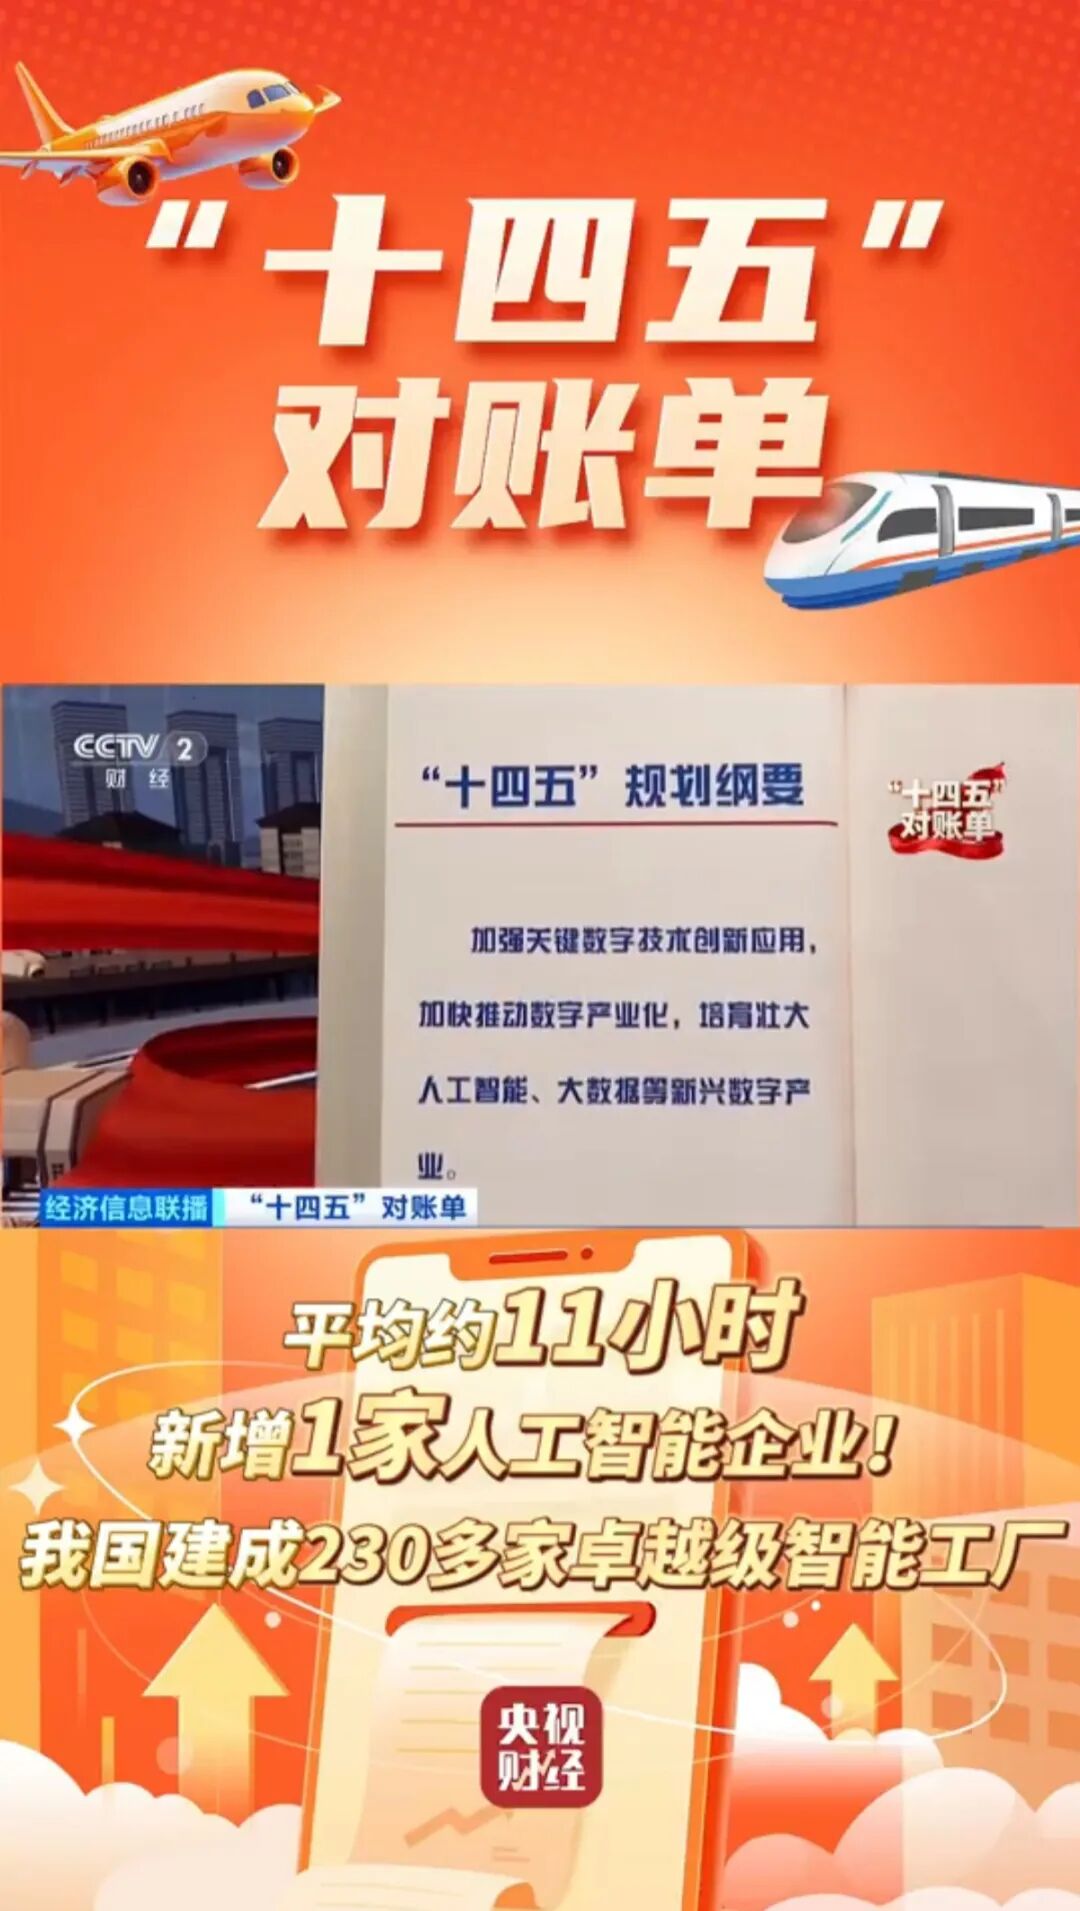 “十四五”
对账单
CCTV 2
财经
“十四五”规划纲要
“十四五”
对账单
加强关键数字技术创新应用，
加快推动数字产业化，培育壮大
人工智能、大数据等新兴数字产
业。
经济信息联播 “十四五”对账单
平均约11小时
新增1家人工智能企业！
我国建成230多家卓越级智能工厂
央视
财经